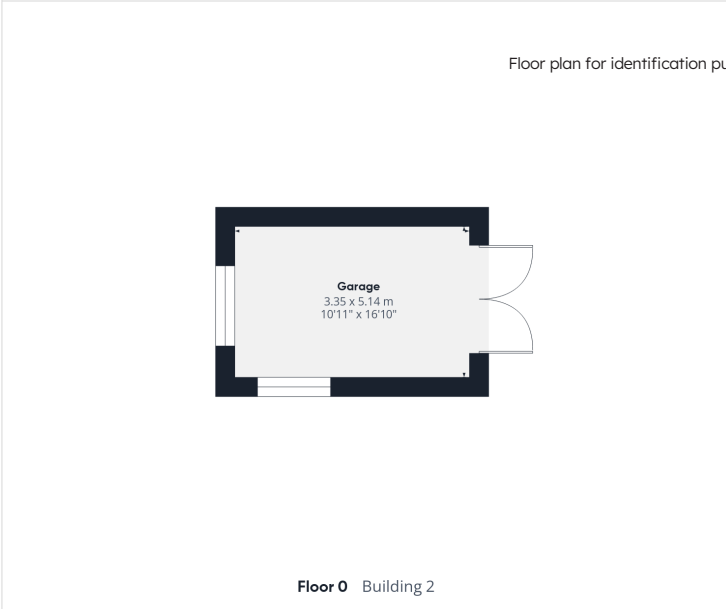 Floor plan for identification
Garage
3.35 x 5.14 m
10'11" x 16'10"
Floor 0 Building 2